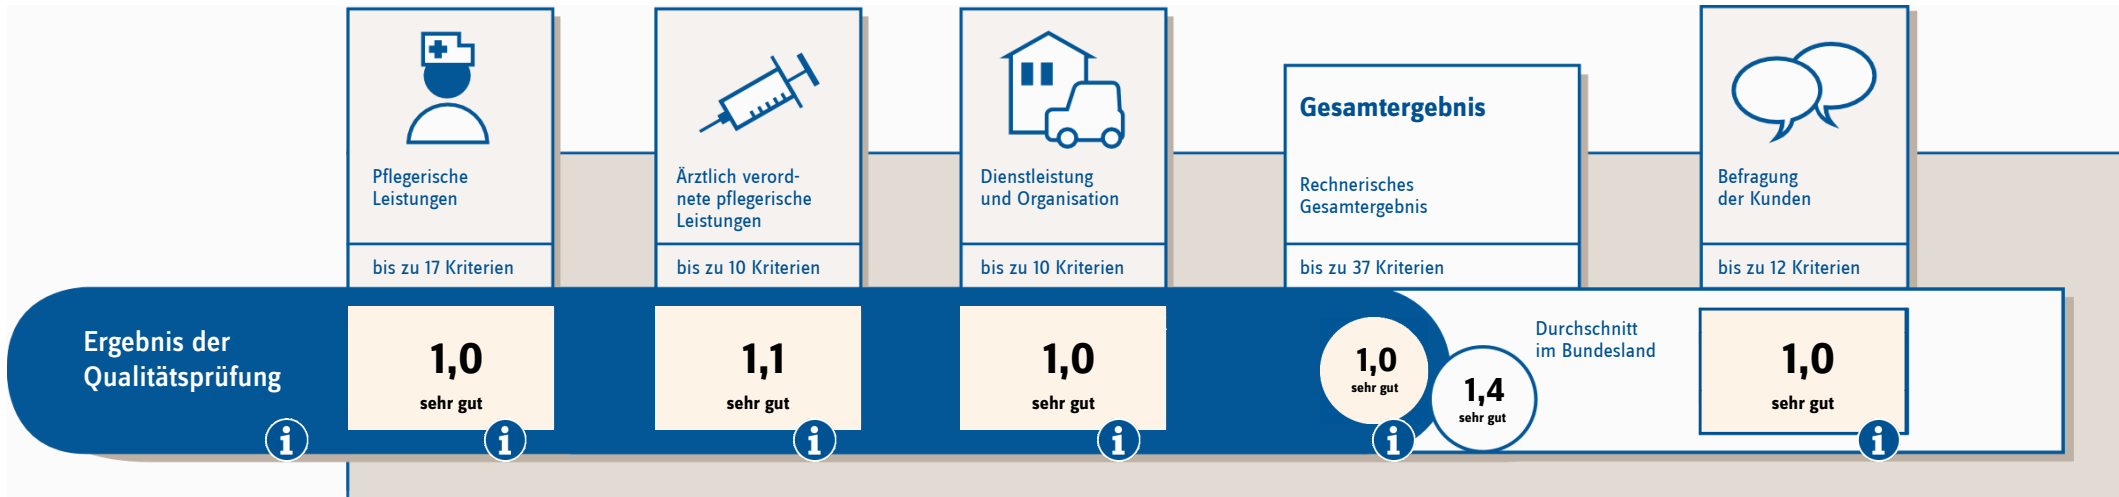 Pflegerische
Leistungen
bis zu 17 Kriterien
Ärztlich verord-
nete pflegerische
Leistungen
bis zu 10 Kriterien
Dienstleistung
und Organisation
bis zu 10 Kriterien
Gesamtergebnis
Rechnerisches
Gesamtergebnis
bis zu 37 Kriterien
Befragung
der Kunden
bis zu 12 Kriterien
Ergebnis der
Qualitätsprüfung
i
1,0
sehr gut
i
1,1
sehr gut
i
1,0
sehr gut
i
1,0
sehr gut
i
1,4
sehr gut
Durchschnitt
im Bundesland
1,0
sehr gut
i